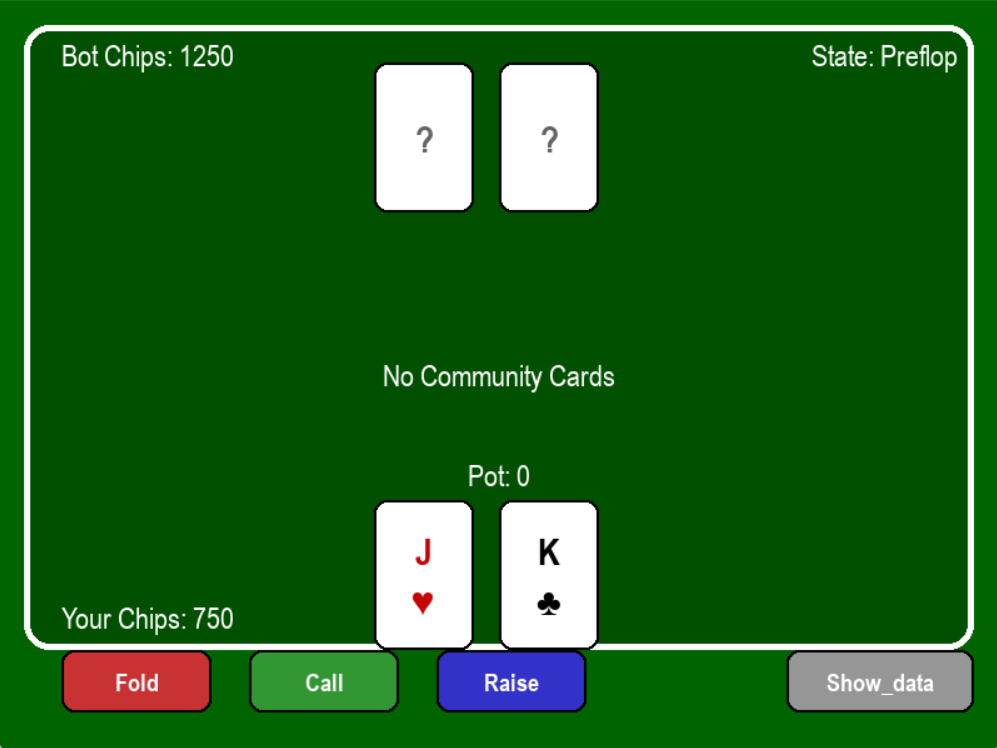 Bot Chips: 1250
State: Preflop
? ?
No Community Cards
Pot: 0
J K
♥ ♣
Your Chips: 750
Fold Call Raise Show_data